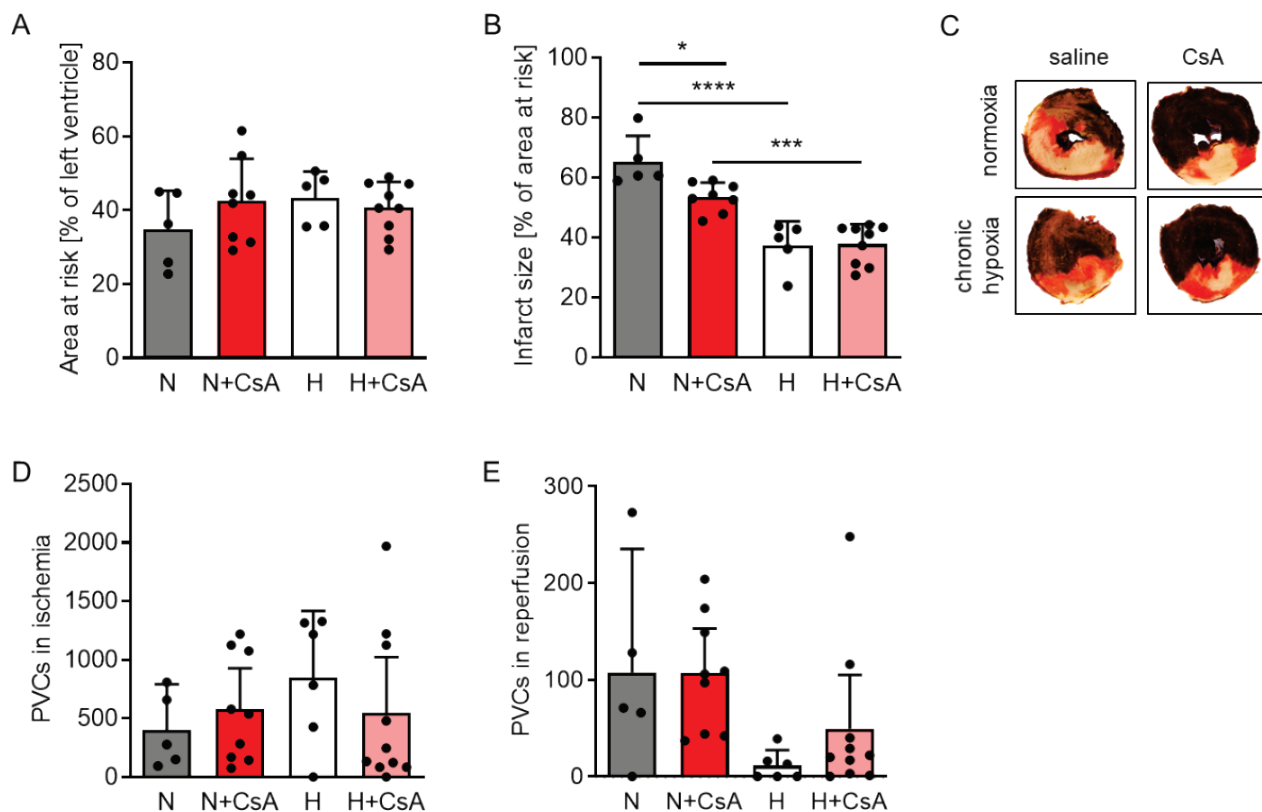 A
Area at risk [% of left ventricle]
80
60
40
20
0
N N+CsA H H+CsA
B
Infarct size [% of area at risk]
100
80
60
40
20
0
*
****
***
N N+CsA H H+CsA
C
saline CsA
normoxia
chronic
hypoxia
D
PVCs in ischemia
2500
2000
1500
1000
500
0
N N+CsA H H+CsA
E
PVCs in reperfusion
300
200
100
0
N N+CsA H H+CsA